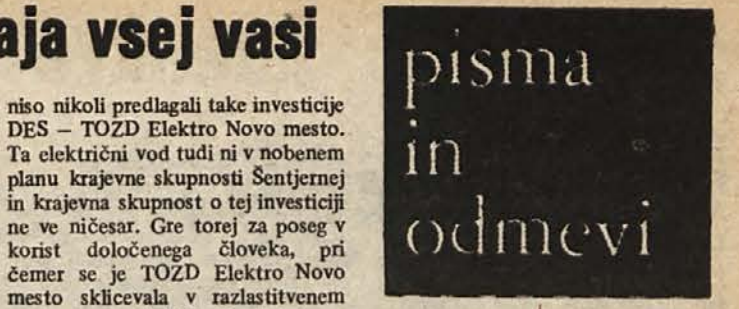 aja vsej vasi
niso nikoli predlagali take investicije
DES – TOZD Elektro Novo mesto.
Ta električni vod tudi ni v nobenem
planu krajevne skupnosti Šentjernej
in krajevna skupnost o tej investiciji
ne ve ničesar. Gre torej za poseg v
korist določenega človeka, pri
čemer se je TOZD Elektro Novo
mesto sklicevala v razlastitvenem
pisma
in
odmevi